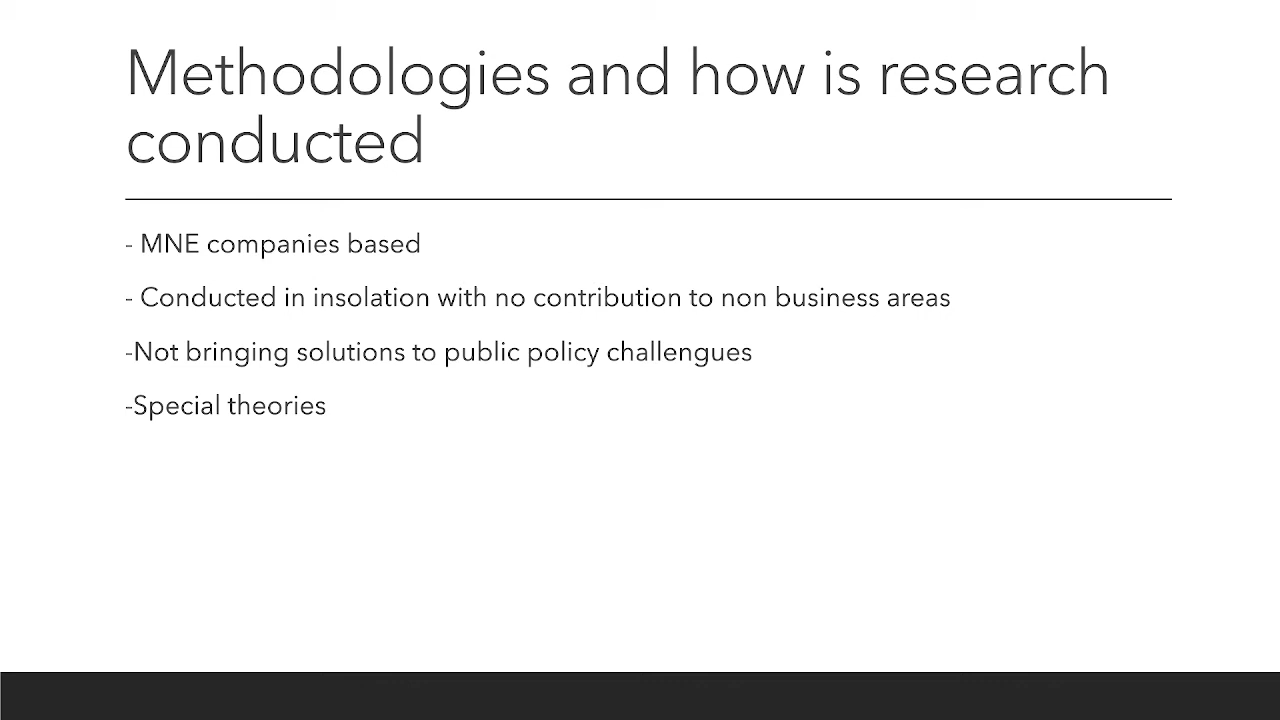 Methodologies and how is research
conducted
- MNE companies based
- Conducted in insolation with no contribution to non business areas
-Not bringing solutions to public policy challengues
-Special theories